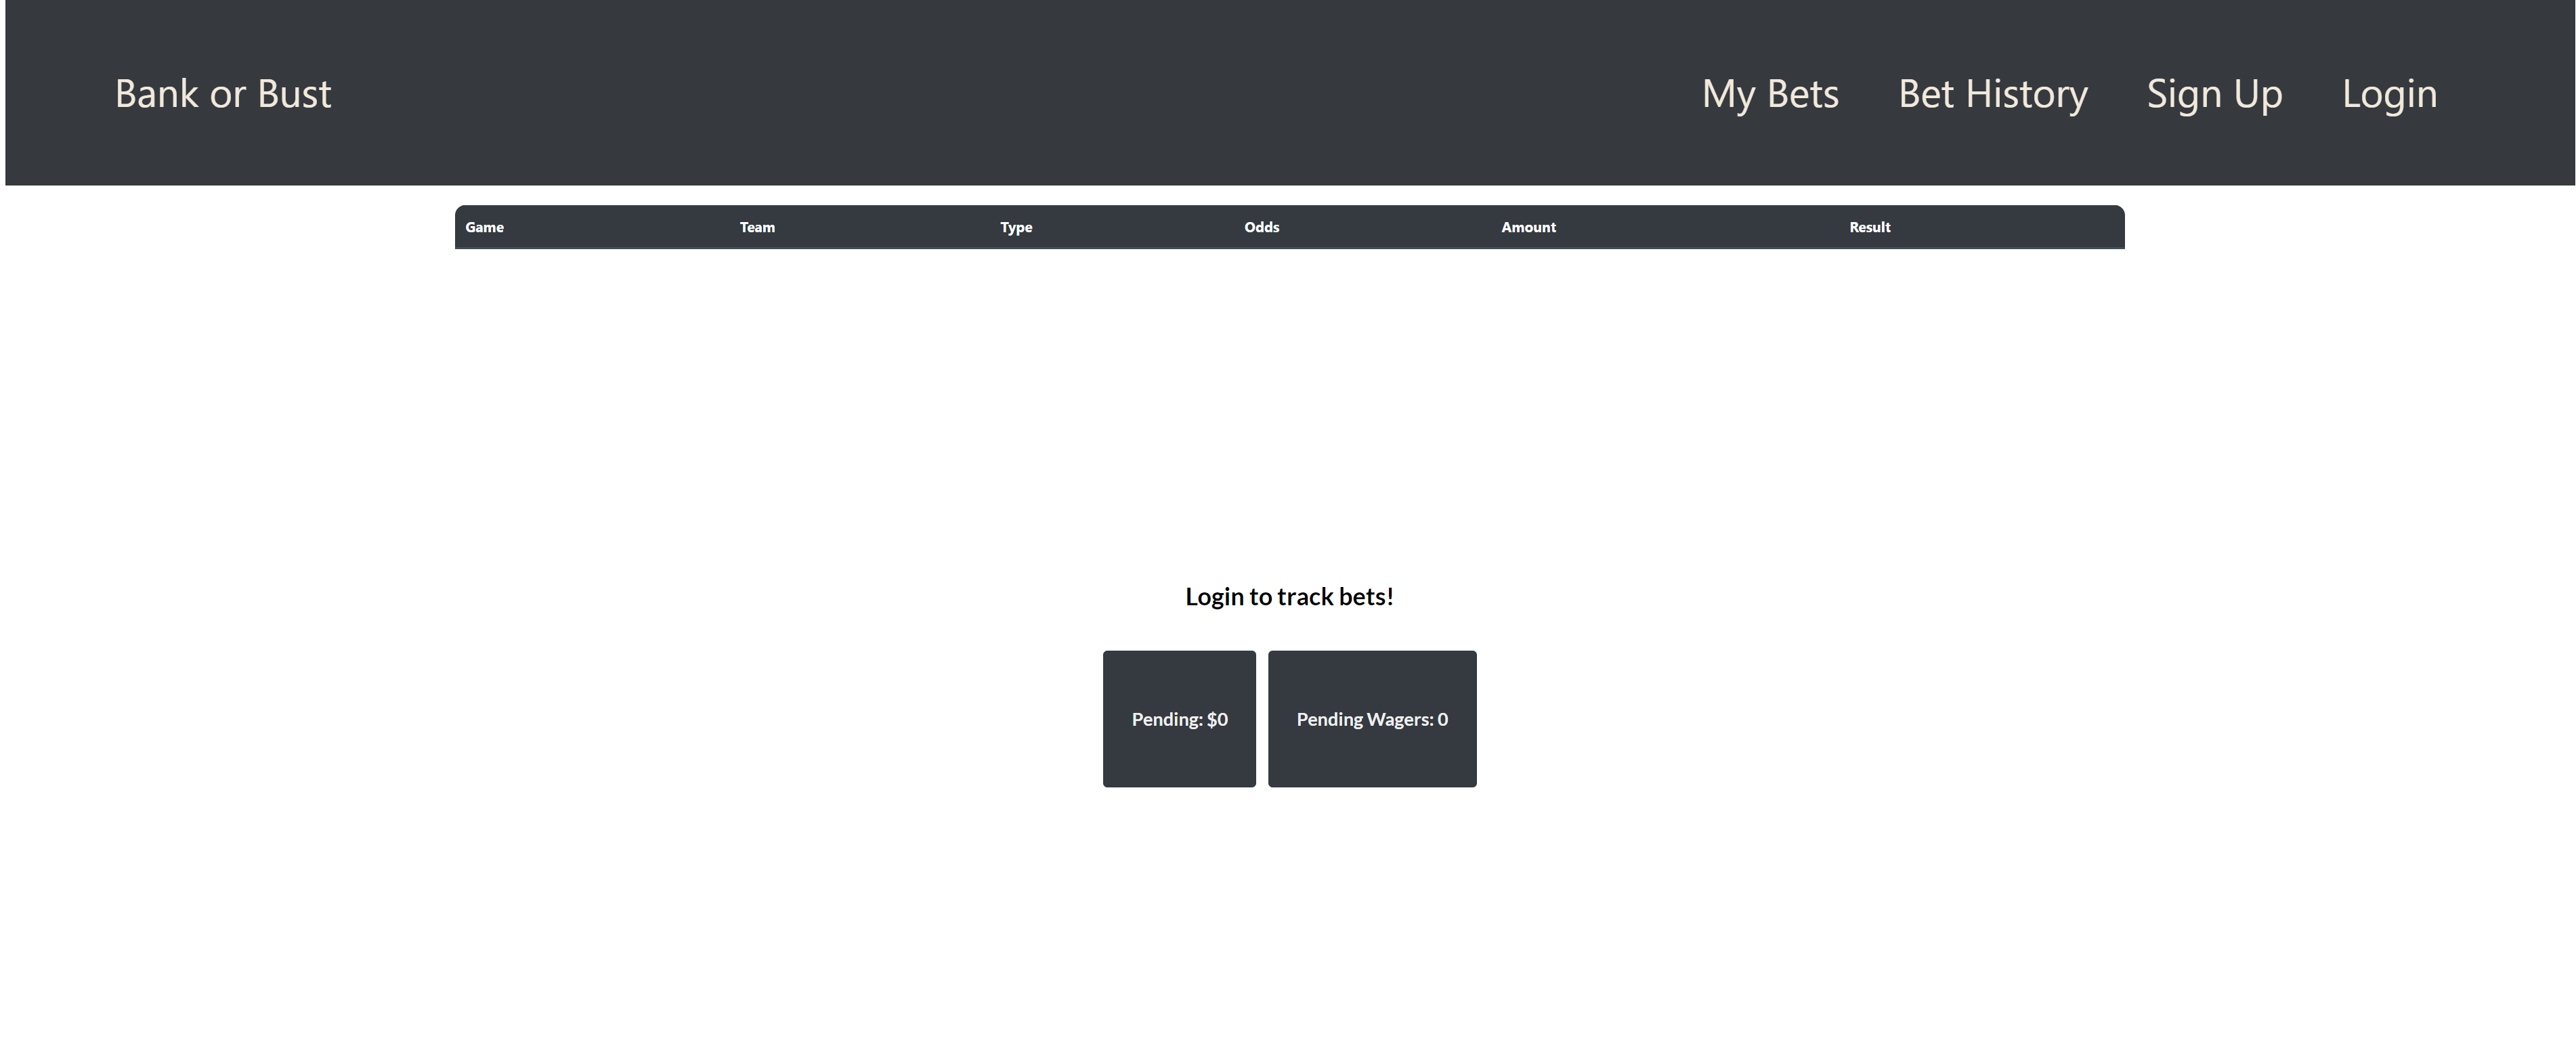 Bank or Bust My Bets Bet History Sign Up Login
Game Team Type Odds Amount Result
Login to track bets!
Pending: $0 Pending Wagers: 0